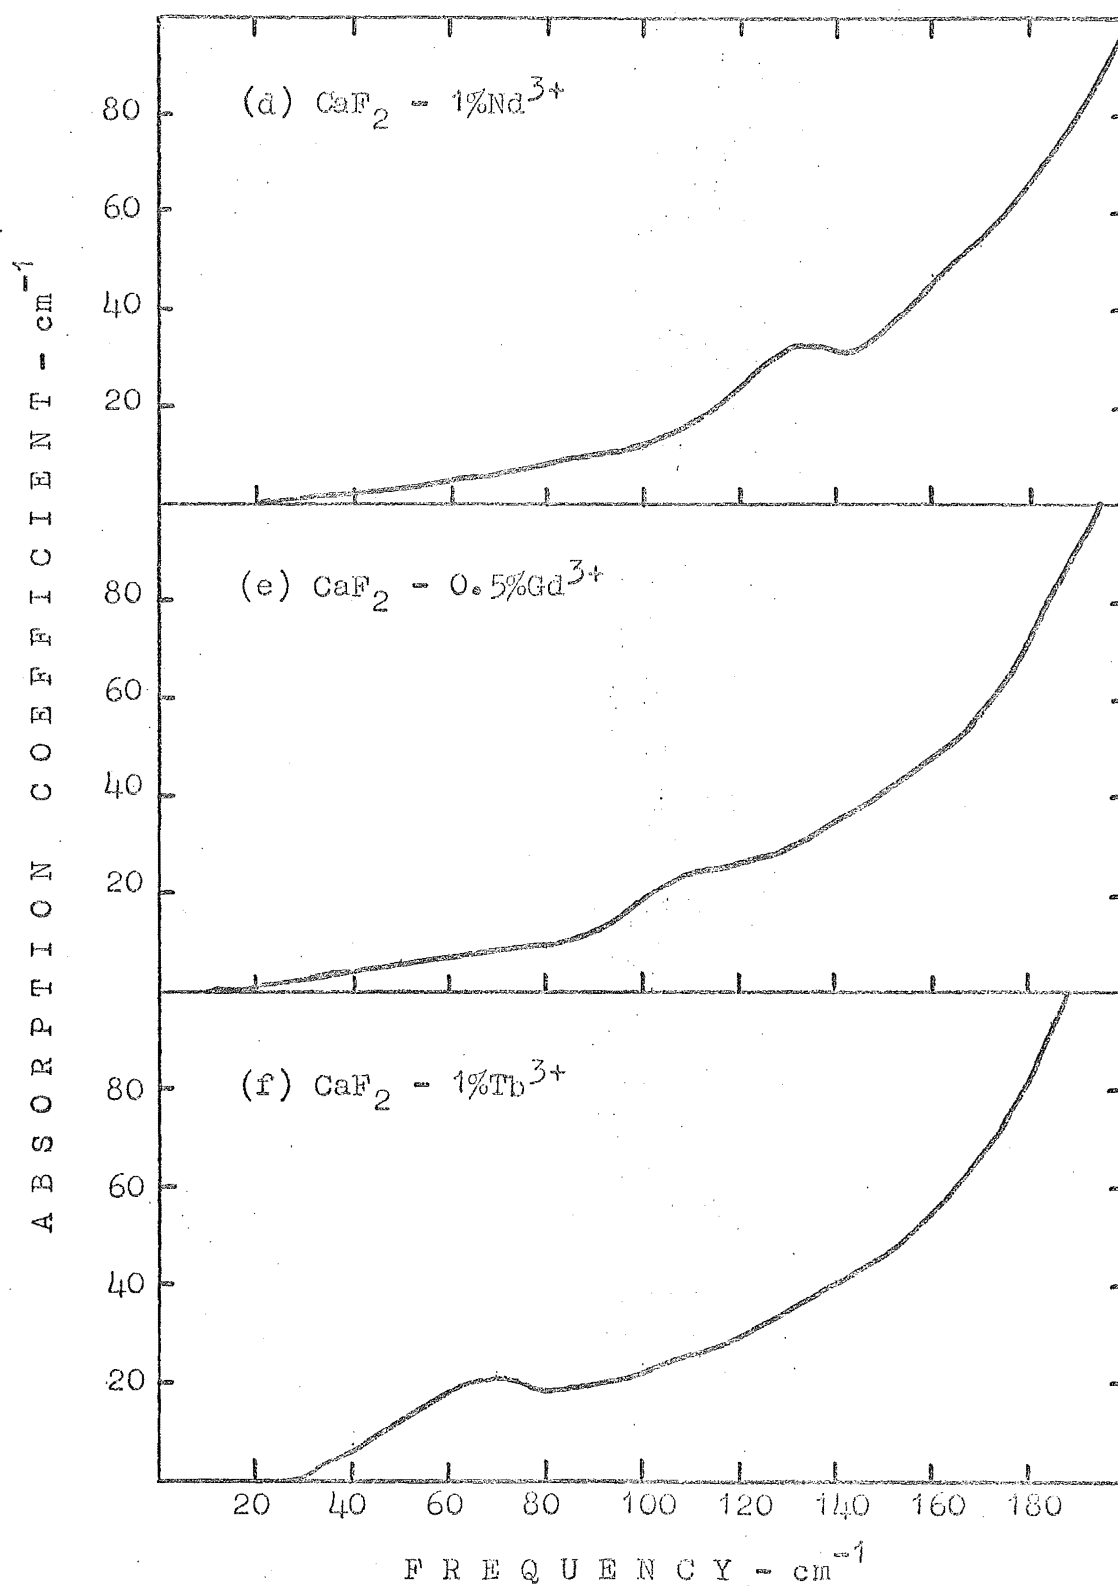 (d) CaF₂ - 1%Nd³⁺
80
60
40
20
(e) CaF₂ - 0.5%Gd³⁺
80
60
40
20
(f) CaF₂ - 1%Tb³⁺
80
60
40
20
20 40 60 80 100 120 140 160 180
FREQUENCY - cm⁻¹
ABSORPTION COEFFICIENT - cm⁻¹